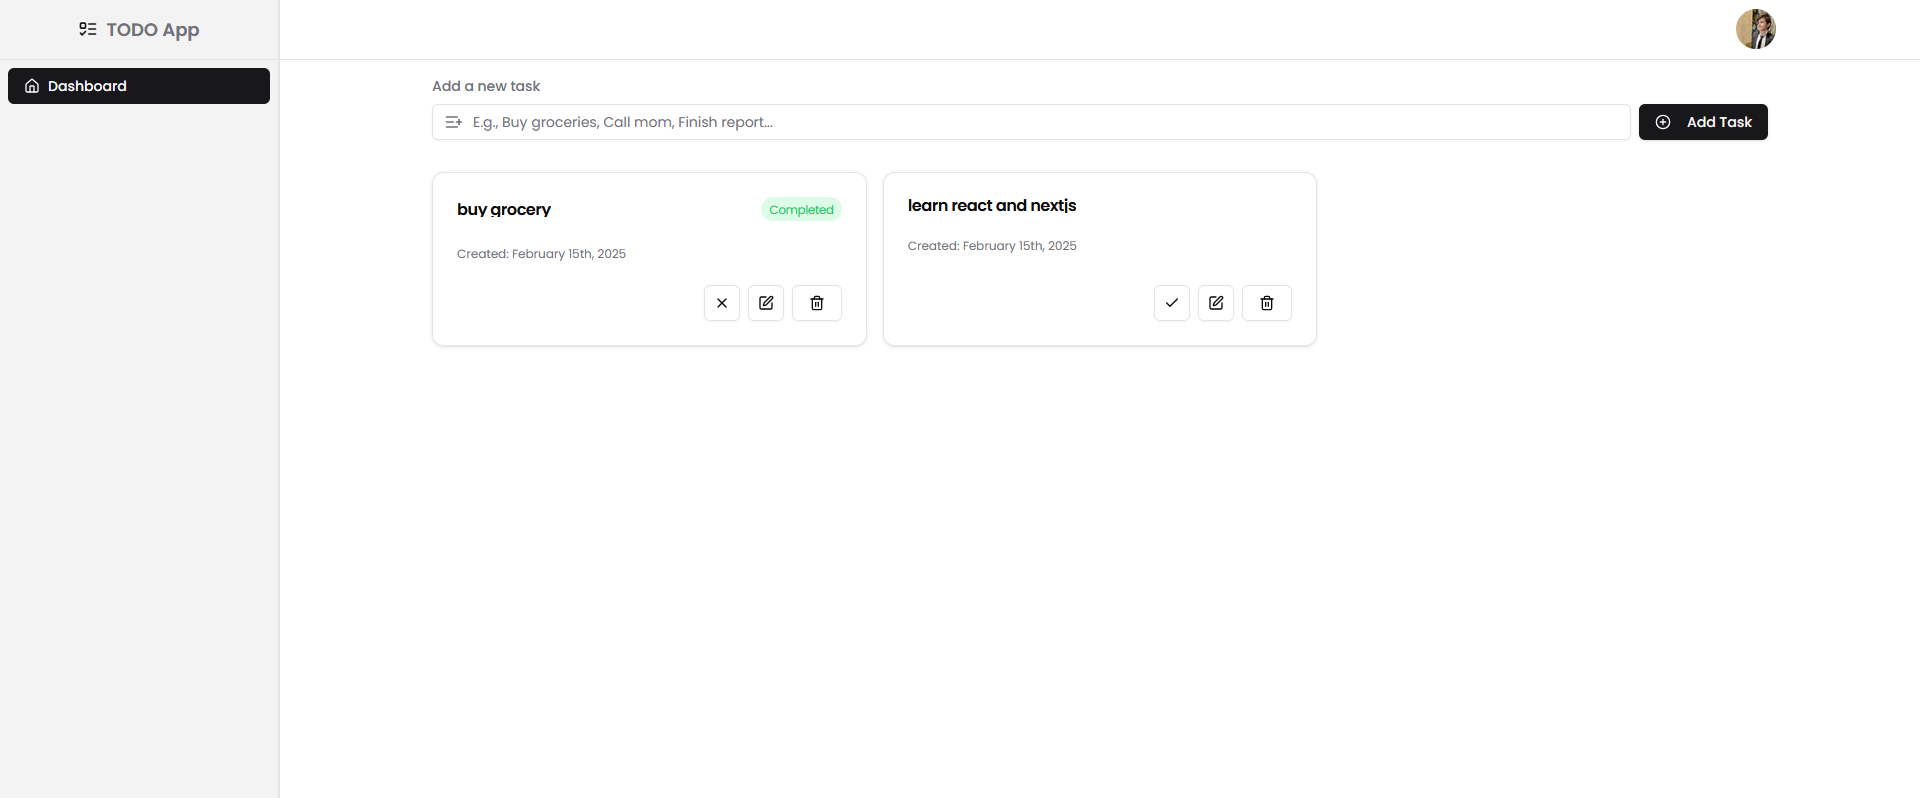 TODO App
Dashboard
Add a new task
E.g., Buy groceries, Call mom, Finish report...
Add Task
buy grocery
Completed
Created: February 15th, 2025
learn react and nextjs
Created: February 15th, 2025